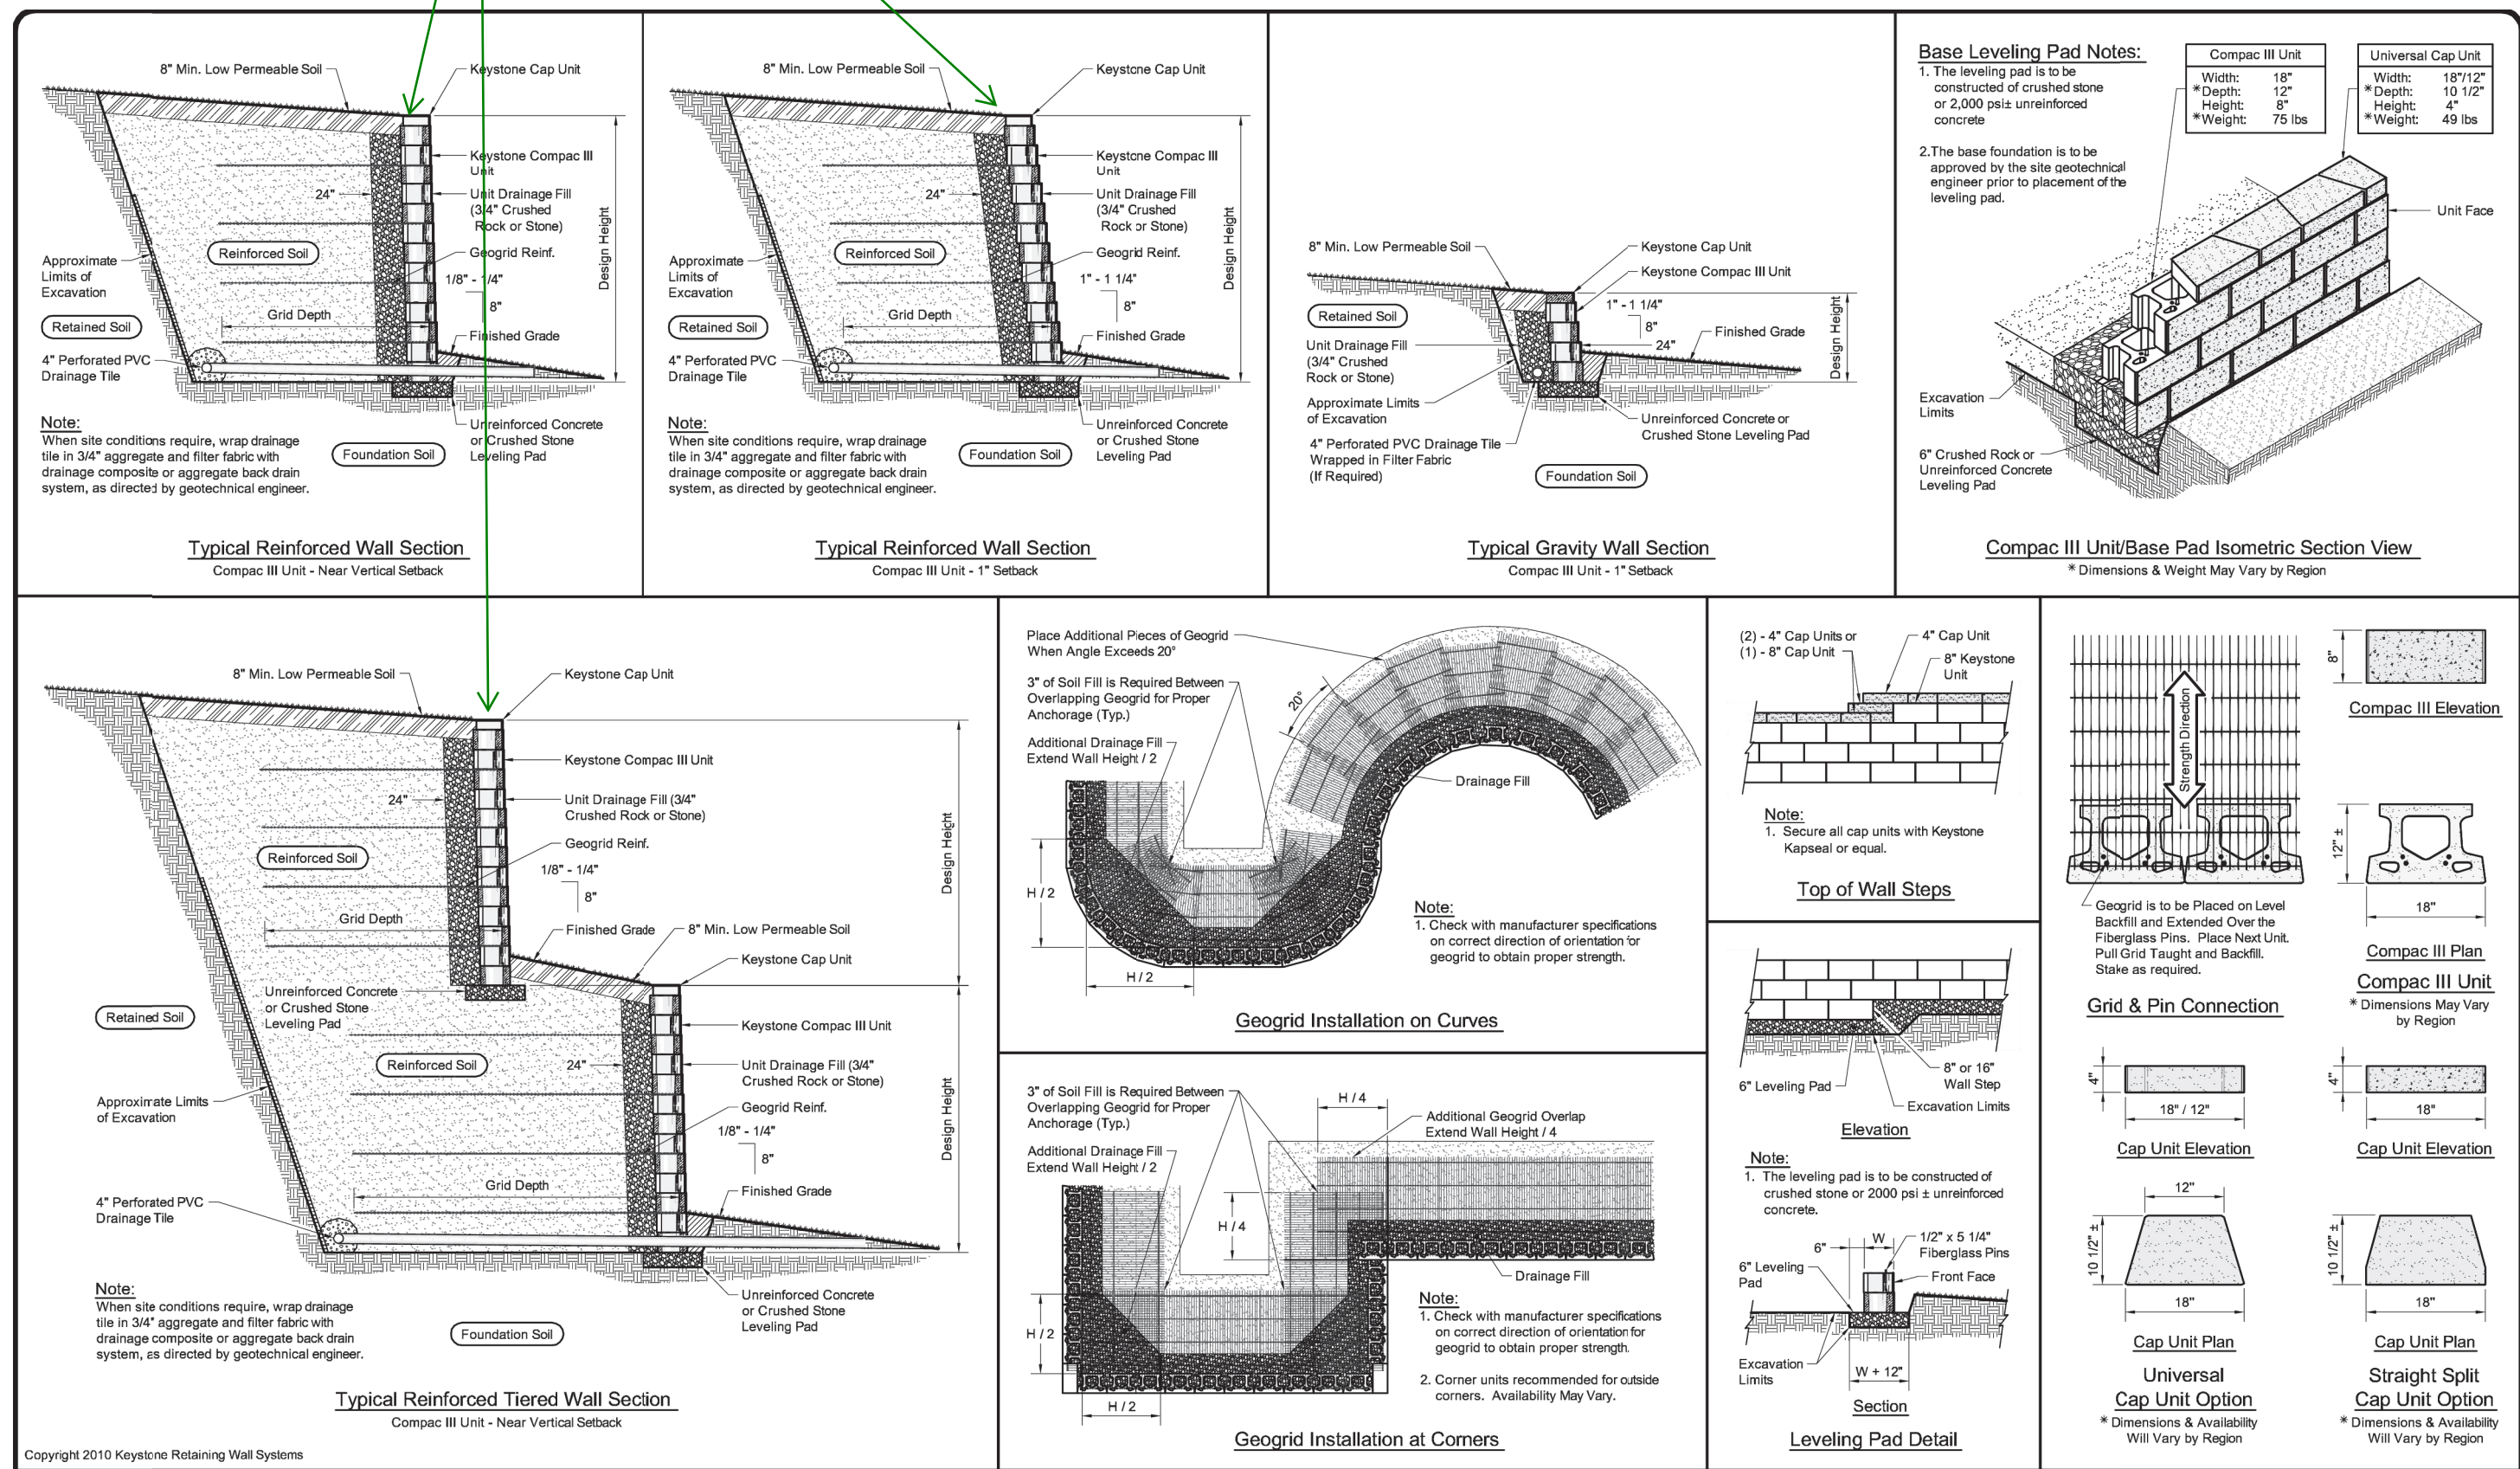 8" Min. Low Permeable Soil
Keystone Cap Unit
Keystone Compac III
Unit
24"
Unit Drainage Fill
(3/4" Crushed
Rock or Stone)
Reinforced Soil
Geogrid Reinf.
Approximate
Limits of
Excavation
1/8" - 1/4"
8"
Design Height
Grid Depth
Retained Soil
Finished Grade
4" Perforated PVC
Drainage Tile
Note:
When site conditions require, wrap drainage
tile in 3/4" aggregate and filter fabric with
drainage composite or aggregate back drain
system, as directed by geotechnical engineer.
Foundation Soil
Unreinforced Concrete
or Crushed Stone
Leveling Pad
Typical Reinforced Wall Section
Compac III Unit - Near Vertical Setback
8" Min. Low Permeable Soil
Keystone Cap Unit
Keystone Compac III
Unit
24"
Unit Drainage Fill
(3/4" Crushed
Rock or Stone)
Reinforced Soil
Geogrid Reinf.
Approximate
Limits of
Excavation
1" - 1 1/4"
8"
Design Height
Grid Depth
Retained Soil
Finished Grade
4" Perforated PVC
Drainage Tile
Note:
When site conditions require, wrap drainage
tile in 3/4" aggregate and filter fabric with
drainage composite or aggregate back drain
system, as directed by geotechnical engineer.
Foundation Soil
Unreinforced Concrete
or Crushed Stone
Leveling Pad
Typical Reinforced Wall Section
Compac III Unit - 1" Setback
8" Min. Low Permeable Soil
Keystone Cap Unit
Keystone Compac III Unit
Retained Soil
1" - 1 1/4"
8"
Finished Grade
24"
Design Height
Unit Drainage Fill
(3/4" Crushed
Rock or Stone)
Approximate Limits
of Excavation
4" Perforated PVC Drainage Tile
Wrapped in Filter Fabric
(If Required)
Unreinforced Concrete or
Crushed Stone Leveling Pad
Foundation Soil
Typical Gravity Wall Section
Compac III Unit - 1" Setback
Base Leveling Pad Notes:
1. The leveling pad is to be
constructed of crushed stone
or 2,000 psi± unreinforced
concrete
2.The base foundation is to be
approved by the site geotechnical
engineer prior to placement of the
leveling pad.
Compac III Unit
Width: 18"
*Depth: 12"
Height: 8"
*Weight: 75 lbs
Universal Cap Unit
Width: 18"/12"
*Depth: 10 1/2"
Height: 4"
*Weight: 49 lbs
Unit Face
Excavation
Limits
6" Crushed Rock or
Unreinforced Concrete
Leveling Pad
Compac III Unit/Base Pad Isometric Section View
* Dimensions & Weight May Vary by Region
8" Min. Low Permeable Soil
Keystone Cap Unit
Keystone Compac III Unit
24"
Unit Drainage Fill (3/4"
Crushed Rock or Stone)
Geogrid Reinf.
Reinforced Soil
1/8" - 1/4"
8"
Design Height
Grid Depth
Finished Grade
8" Min. Low Permeable Soil
Keystone Cap Unit
Unreinforced Concrete
or Crushed Stone
Leveling Pad
Retained Soil
Keystone Compac III Unit
Reinforced Soil
24"
Unit Drainage Fill (3/4"
Crushed Rock or Stone)
Approximate Limits
of Excavation
Geogrid Reinf.
1/8" - 1/4"
8"
Design Height
Grid Depth
Finished Grade
4" Perforated PVC
Drainage Tile
Note:
When site conditions require, wrap drainage
tile in 3/4" aggregate and filter fabric with
drainage composite or aggregate back drain
system, as directed by geotechnical engineer.
Foundation Soil
Unreinforced Concrete
or Crushed Stone
Leveling Pad
Typical Reinforced Tiered Wall Section
Compac III Unit - Near Vertical Setback
Copyright 2010 Keystone Retaining Wall Systems
Place Additional Pieces of Geogrid
When Angle Exceeds 20°
3" of Soil Fill is Required Between
Overlapping Geogrid for Proper
Anchorage (Typ.)
Additional Drainage Fill
Extend Wall Height / 2
20°
Drainage Fill
H / 2
H / 2
Note:
1. Check with manufacturer specifications
on correct direction of orientation for
geogrid to obtain proper strength.
Geogrid Installation on Curves
3" of Soil Fill is Required Between
Overlapping Geogrid for Proper
Anchorage (Typ.)
Additional Drainage Fill
Extend Wall Height / 2
H / 4
Additional Geogrid Overlap
Extend Wall Height / 4
H / 4
Drainage Fill
H / 2
H / 2
Note:
1. Check with manufacturer specifications
on correct direction of orientation for
geogrid to obtain proper strength.
2. Corner units recommended for outside
corners. Availability May Vary.
Geogrid Installation at Corners
(2) - 4" Cap Units or
(1) - 8" Cap Unit
4" Cap Unit
8" Keystone
Unit
Note:
1. Secure all cap units with Keystone
Kapseal or equal.
Top of Wall Steps
6" Leveling Pad
8" or 16"
Wall Step
Excavation Limits
Elevation
Note:
1. The leveling pad is to be constructed of
crushed stone or 2000 psi ± unreinforced
concrete.
6"
W
1/2" x 5 1/4"
Fiberglass Pins
6" Leveling
Pad
Front Face
Excavation
Limits
W + 12"
Section
Leveling Pad Detail
Strength Direction
Geogrid is to be Placed on Level
Backfill and Extended Over the
Fiberglass Pins. Place Next Unit.
Pull Grid Taught and Backfill.
Stake as required.
Grid & Pin Connection
8"
Compac III Elevation
12" ±
18"
Compac III Plan
Compac III Unit
* Dimensions May Vary
by Region
4"
18" / 12"
Cap Unit Elevation
12"
10 1/2" ±
18"
Cap Unit Plan
Universal
Cap Unit Option
* Dimensions & Availability
Will Vary by Region
4"
18"
Cap Unit Elevation
10 1/2" ±
18"
Cap Unit Plan
Straight Split
Cap Unit Option
* Dimensions & Availability
Will Vary by Region